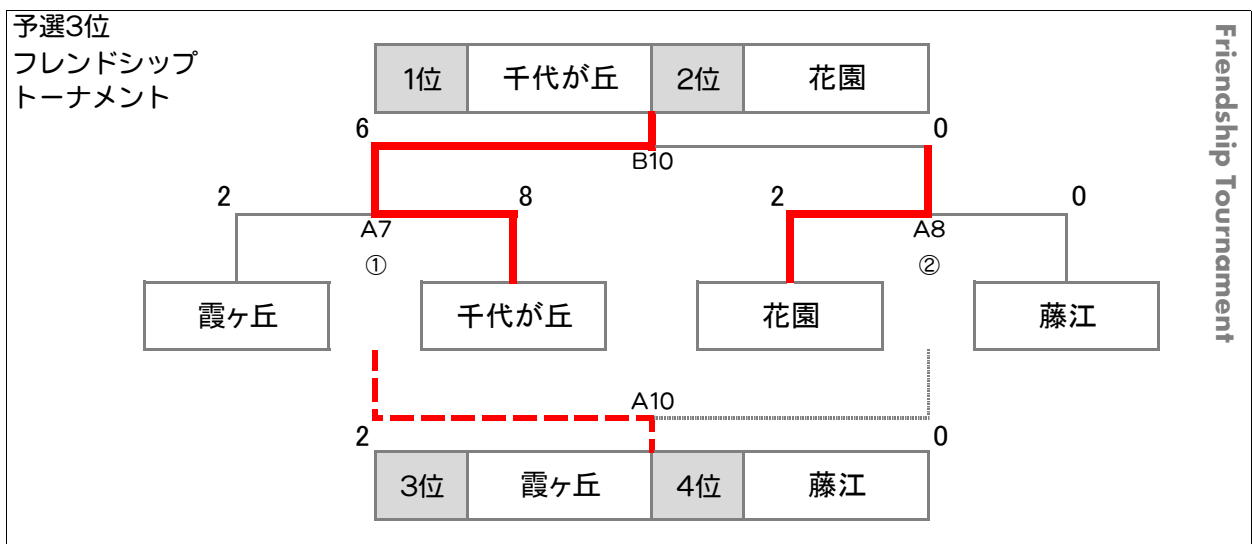 予選3位
フレンドシップ
トーナメント
Friendship Tournament
1位 千代が丘 2位 花園
6 0
B10
2 8 2 0
A7 A8
① ②
霞ヶ丘 千代が丘 花園 藤江
A10
2 0
3位 霞ヶ丘 4位 藤江